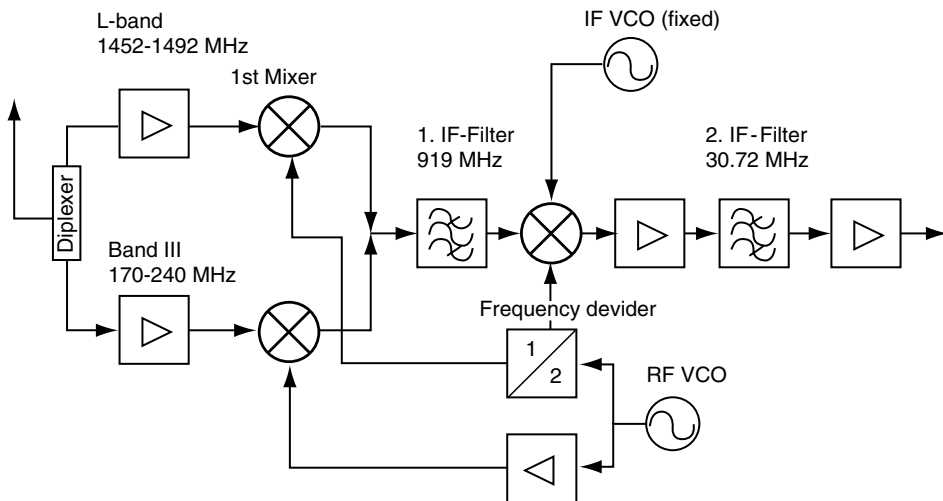 L-band
1452-1492 MHz
1st Mixer
IF VCO (fixed)
1. IF-Filter
919 MHz
2. IF-Filter
30.72 MHz
Diplexer
Band III
170-240 MHz
Frequency devider
1
2
RF VCO